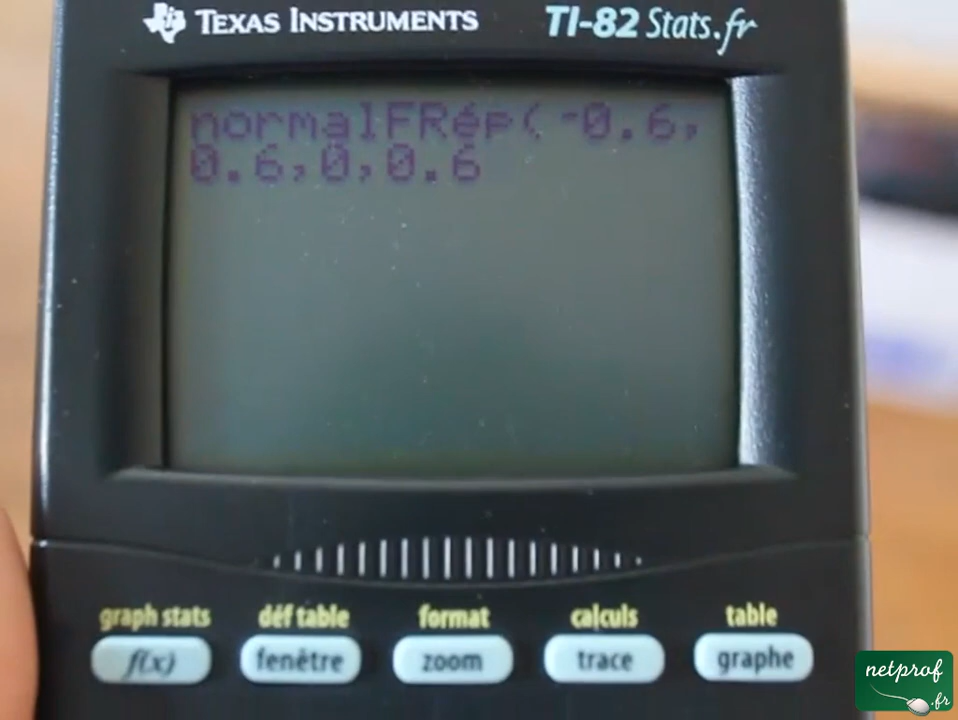 TEXAS INSTRUMENTS
TI-82 Stats.fr
normalFRép(-0.6,
0.6,0,0.6
graph stats
déf table
format
calculs
table
f(x)
fenêtre
zoom
trace
graphe
netprof
.fr